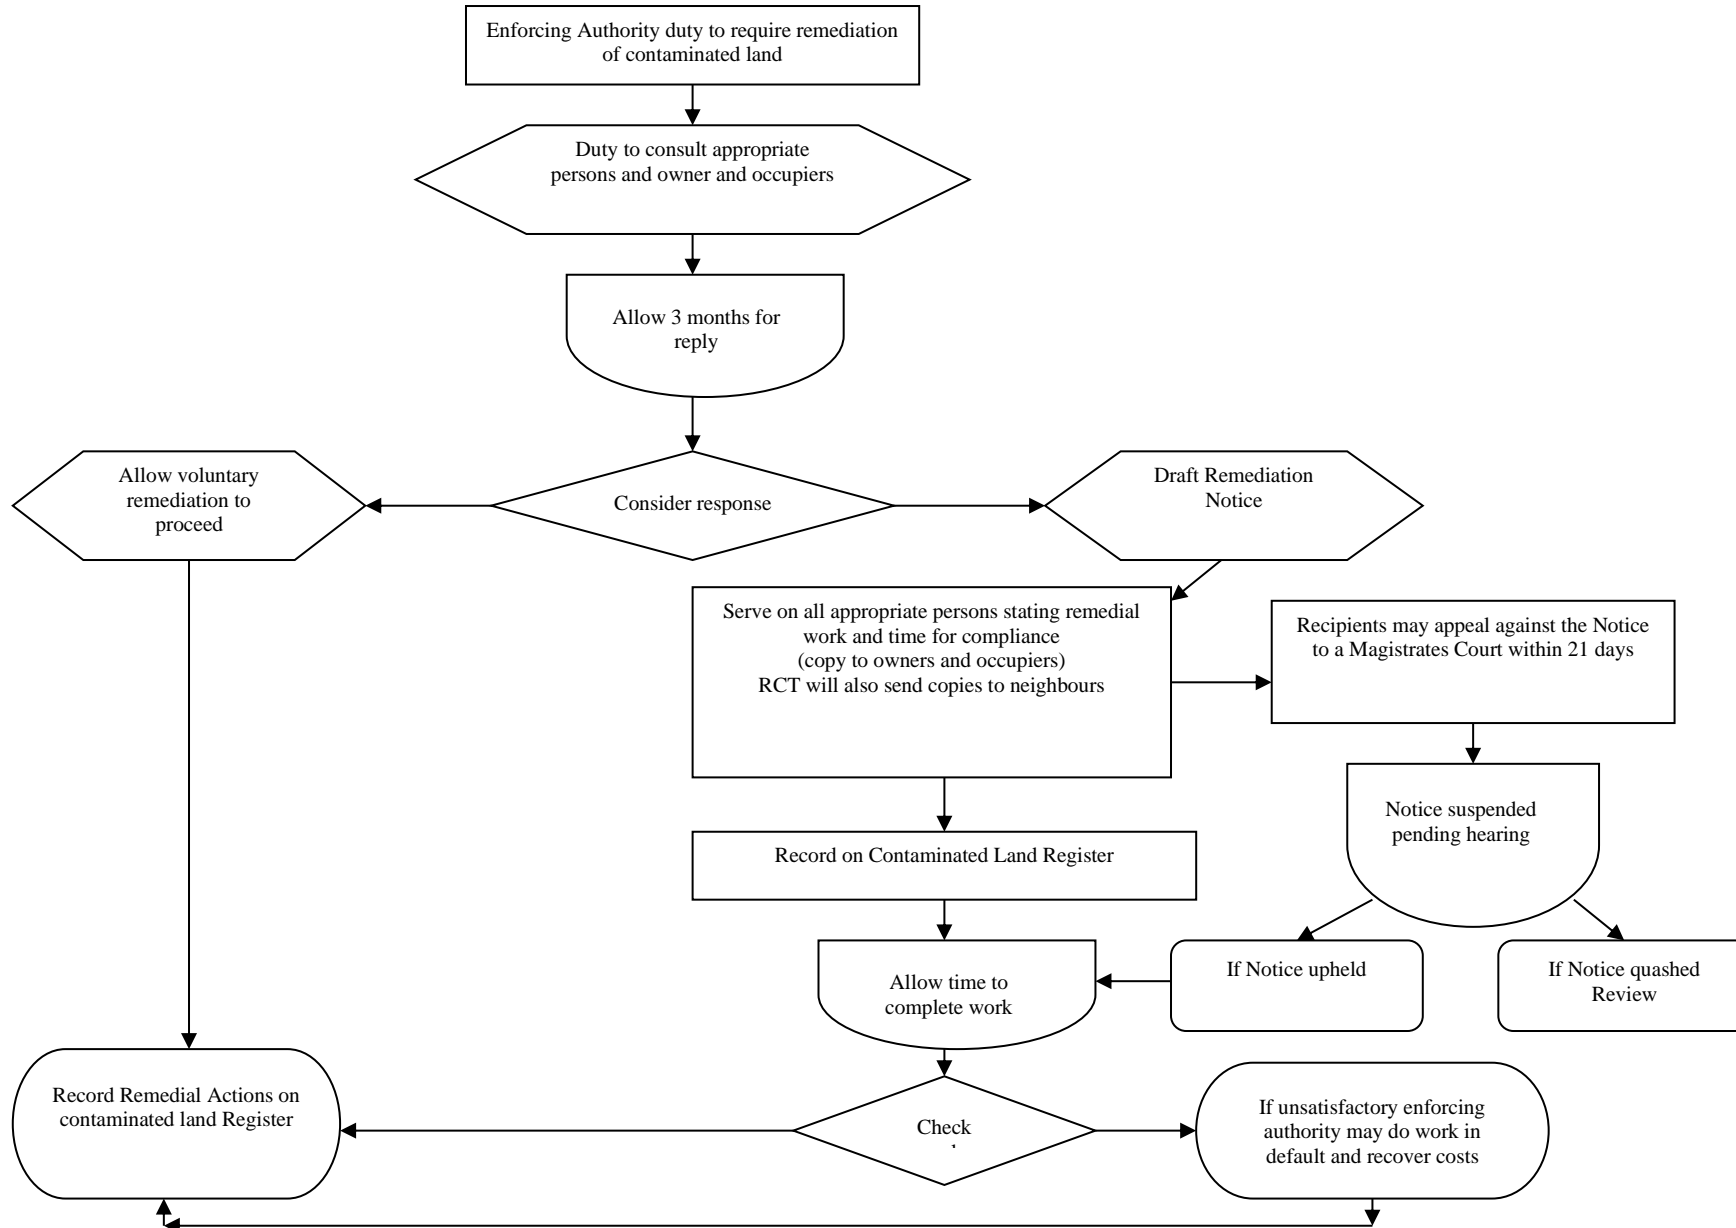 Enforcing Authority duty to require remediation
of contaminated land
Duty to consult appropriate
persons and owner and occupiers
Allow 3 months for
reply
Allow voluntary
remediation to
proceed
Consider response
Draft Remediation
Notice
Serve on all appropriate persons stating remedial
work and time for compliance
(copy to owners and occupiers)
RCT will also send copies to neighbours
Recipients may appeal against the Notice
to a Magistrates Court within 21 days
Notice suspended
pending hearing
Record on Contaminated Land Register
If Notice upheld
If Notice quashed
Review
Allow time to
complete work
Record Remedial Actions on
contaminated land Register
Check
If unsatisfactory enforcing
authority may do work in
default and recover costs